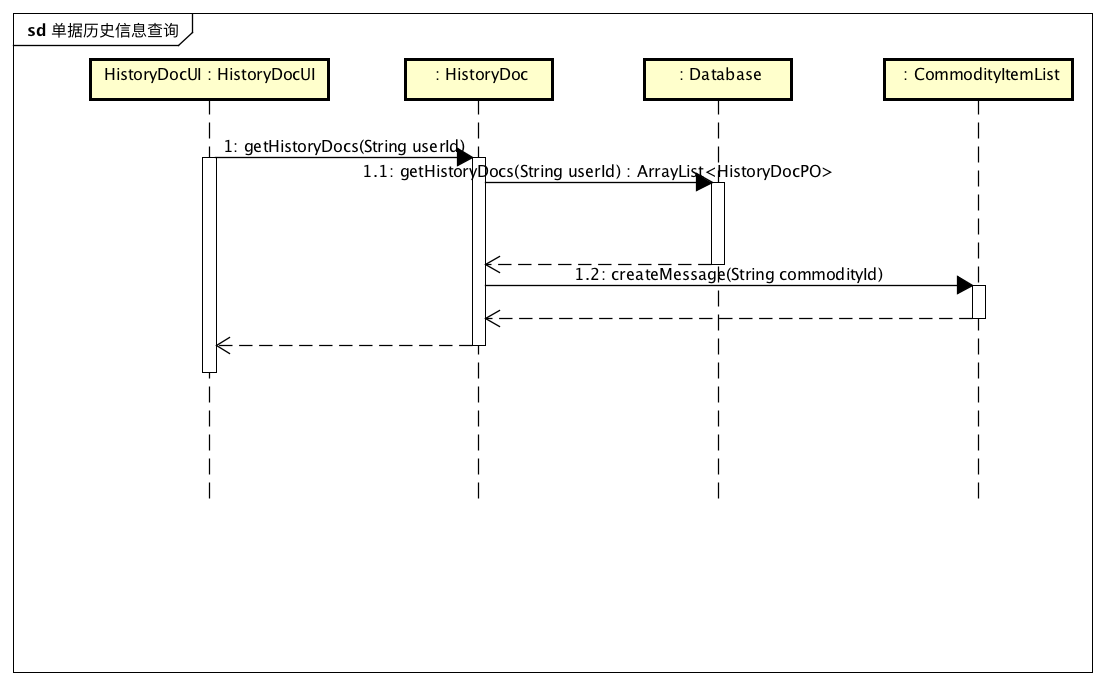 sd 单据历史信息查询
HistoryDocUI : HistoryDocUI
: HistoryDoc
: Database
: CommodityItemList
1: getHistoryDocs(String userId)
1.1: getHistoryDocs(String userId) : ArrayList<HistoryDocPO>
1.2: createMessage(String commodityId)